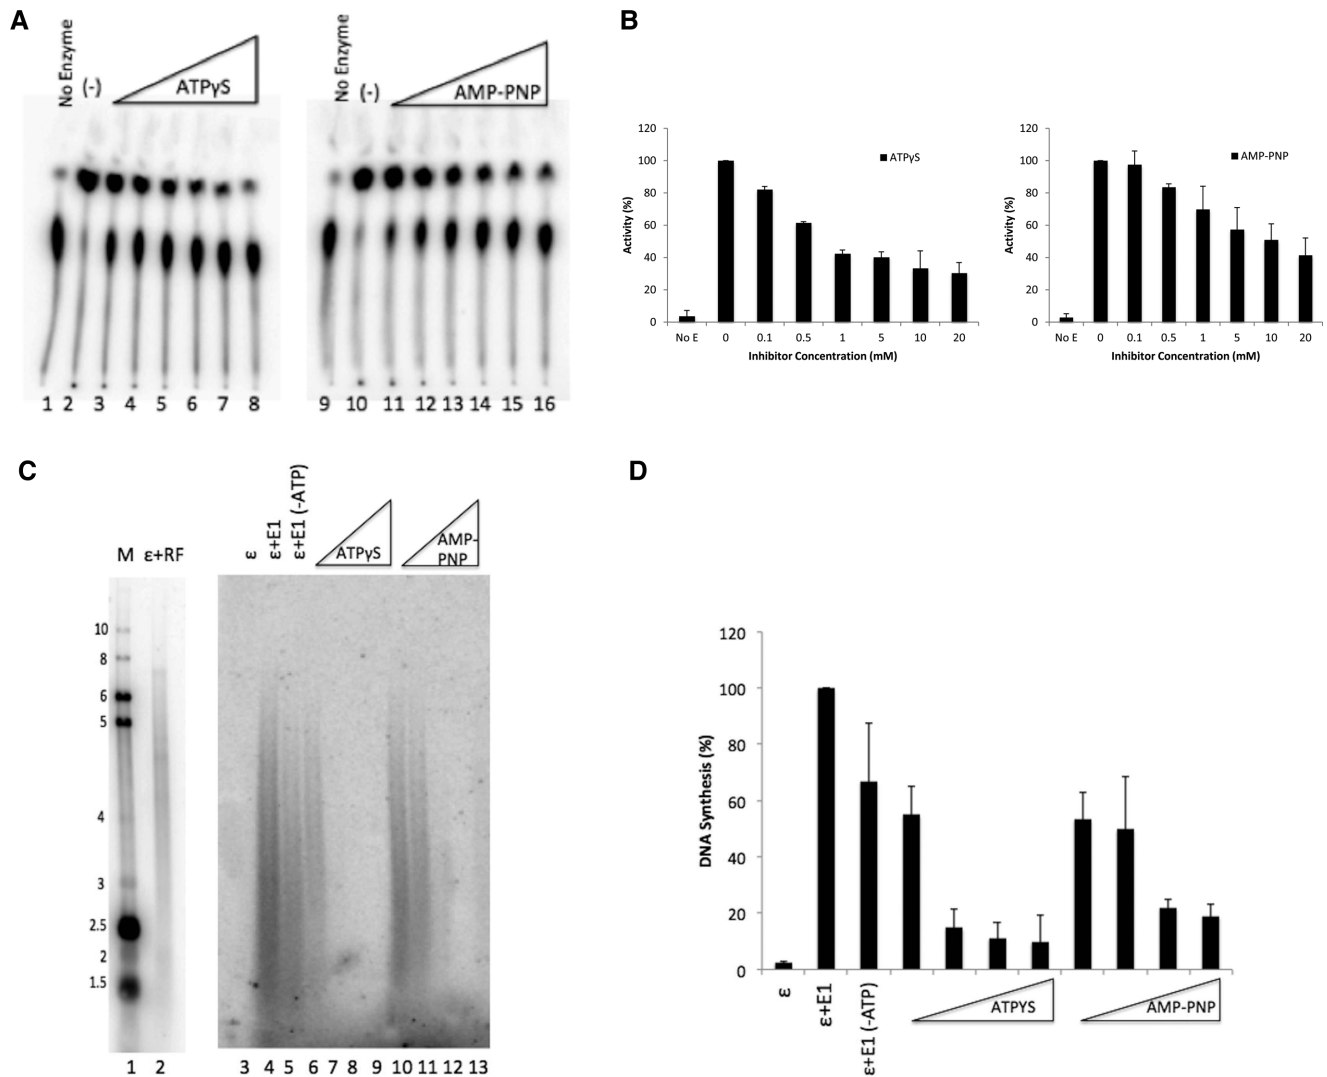 A
No Enzyme
(-)
ATPγS
No Enzyme
(-)
AMP-PNP
1 2 3 4 5 6 7 8
9 10 11 12 13 14 15 16
B
120
100
80
60
40
20
0
Activity (%)
ATPγS
No E 0 0.1 0.5 1 5 10 20
Inhibitor Concentration (mM)
120
100
80
60
40
20
0
Activity (%)
AMP-PNP
No E 0 0.1 0.5 1 5 10 20
Inhibitor Concentration (mM)
C
M ε+RF
10
8
6
5
4
3
2.5
2
1.5
1 2
ε
ε+E1
ε+E1 (-ATP)
ATPγS
AMP-
PNP
3 4 5 6 7 8 9 10 11 12 13
D
120
100
80
60
40
20
0
DNA Synthesis (%)
ε
ε+E1
ε+E1 (-ATP)
ATPYS
AMP-PNP